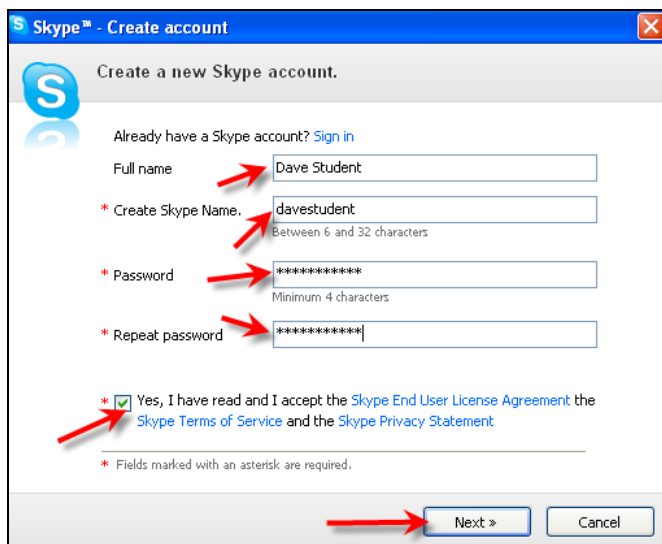 Skype™ - Create account
Create a new Skype account.
Already have a Skype account? Sign in
Full name Dave Student
* Create Skype Name. davestudent
Between 6 and 32 characters
* Password ***********
Minimum 4 characters
* Repeat password ***********
* Yes, I have read and I accept the Skype End User License Agreement the
Skype Terms of Service and the Skype Privacy Statement
* Fields marked with an asterisk are required.
Next » Cancel